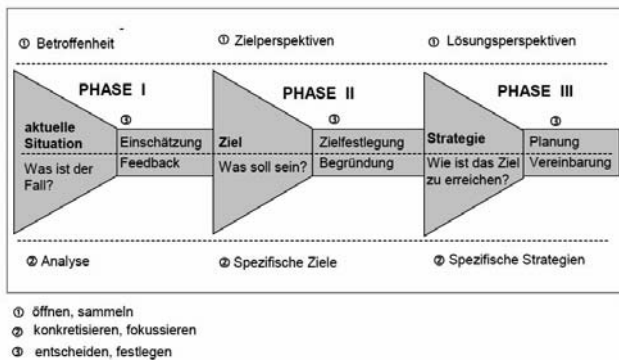 ① Betroffenheit ① Zielperspektiven ① Lösungsperspektiven
PHASE I PHASE II PHASE III
③ ③ ③
aktuelle Situation
Einschätzung
Feedback
Was ist der
Fall?
Ziel
Was soll sein?
Zielfestlegung
Begründung
Strategie
Wie ist das Ziel
zu erreichen?
Planung
Vereinbarung
② Analyse ② Spezifische Ziele ② Spezifische Strategien
① öffnen, sammeln
② konkretisieren, fokussieren
③ entscheiden, festlegen